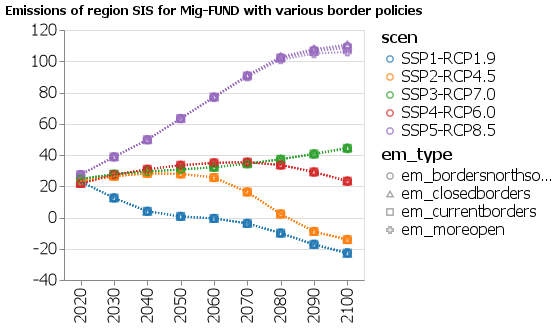 Emissions of region SIS for Mig-FUND with various border policies
120
100
80
60
40
20
0
−20
−40
2020
2030
2040
2050
2060
2070
2080
2090
2100
scen
SSP1-RCP1.9
SSP2-RCP4.5
SSP3-RCP7.0
SSP4-RCP6.0
SSP5-RCP8.5
em_type
em_bordersnorthso...
em_closedborders
em_currentborders
em_moreopen